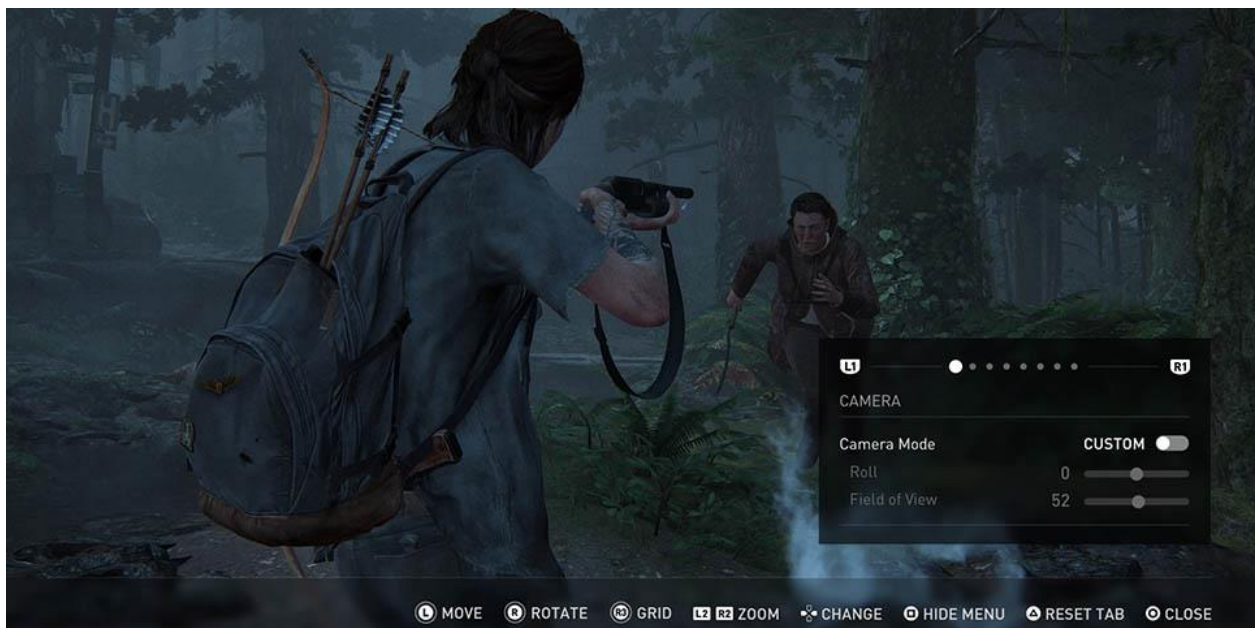 L1 R1
CAMERA
Camera Mode CUSTOM
Roll 0
Field of View 52
L MOVE R ROTATE R3 GRID L2 R2 ZOOM CHANGE HIDE MENU RESET TAB CLOSE